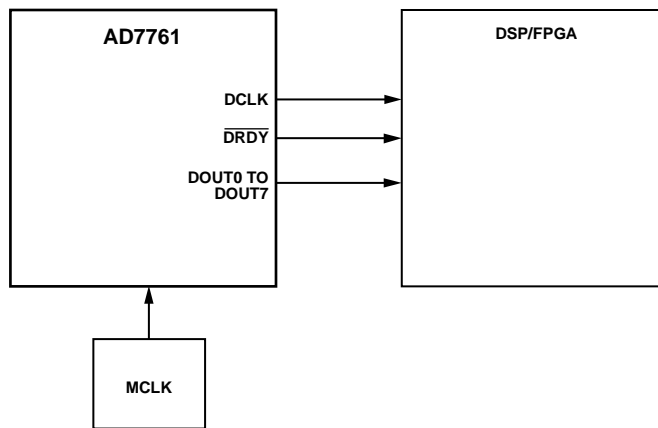 AD7761
DSP/FPGA
DCLK
DRDY
DOUT0 TO
DOUT7
MCLK